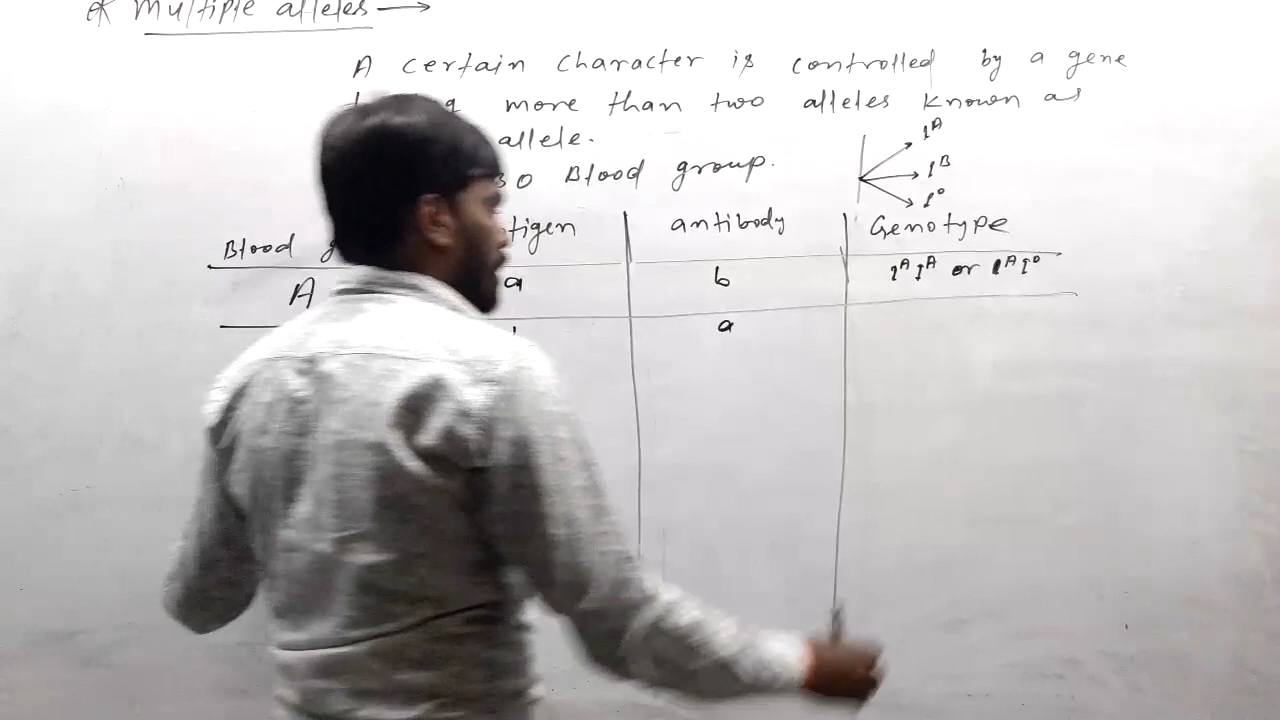 Multiple alleles →
A certain character is controlled by a gene
more than two alleles known as
allele.
Blood group.
I^A
I^B
I^o
Blood antibody Genotype
A a b I^A I^A or I^A I^o
a